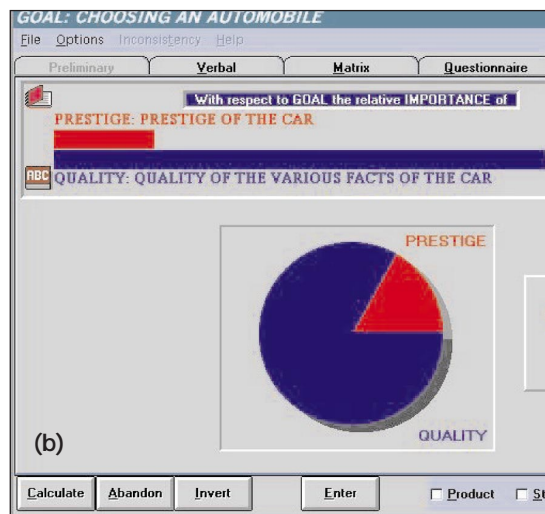 GOAL: CHOOSING AN AUTOMOBILE
File Options Inconsistency Help
Preliminary Verbal Matrix Questionnaire
With respect to GOAL the relative IMPORTANCE of
PRESTIGE: PRESTIGE OF THE CAR
ABC QUALITY: QUALITY OF THE VARIOUS FACTS OF THE CAR
PRESTIGE
QUALITY
(b)
Calculate Abandon Invert Enter Product